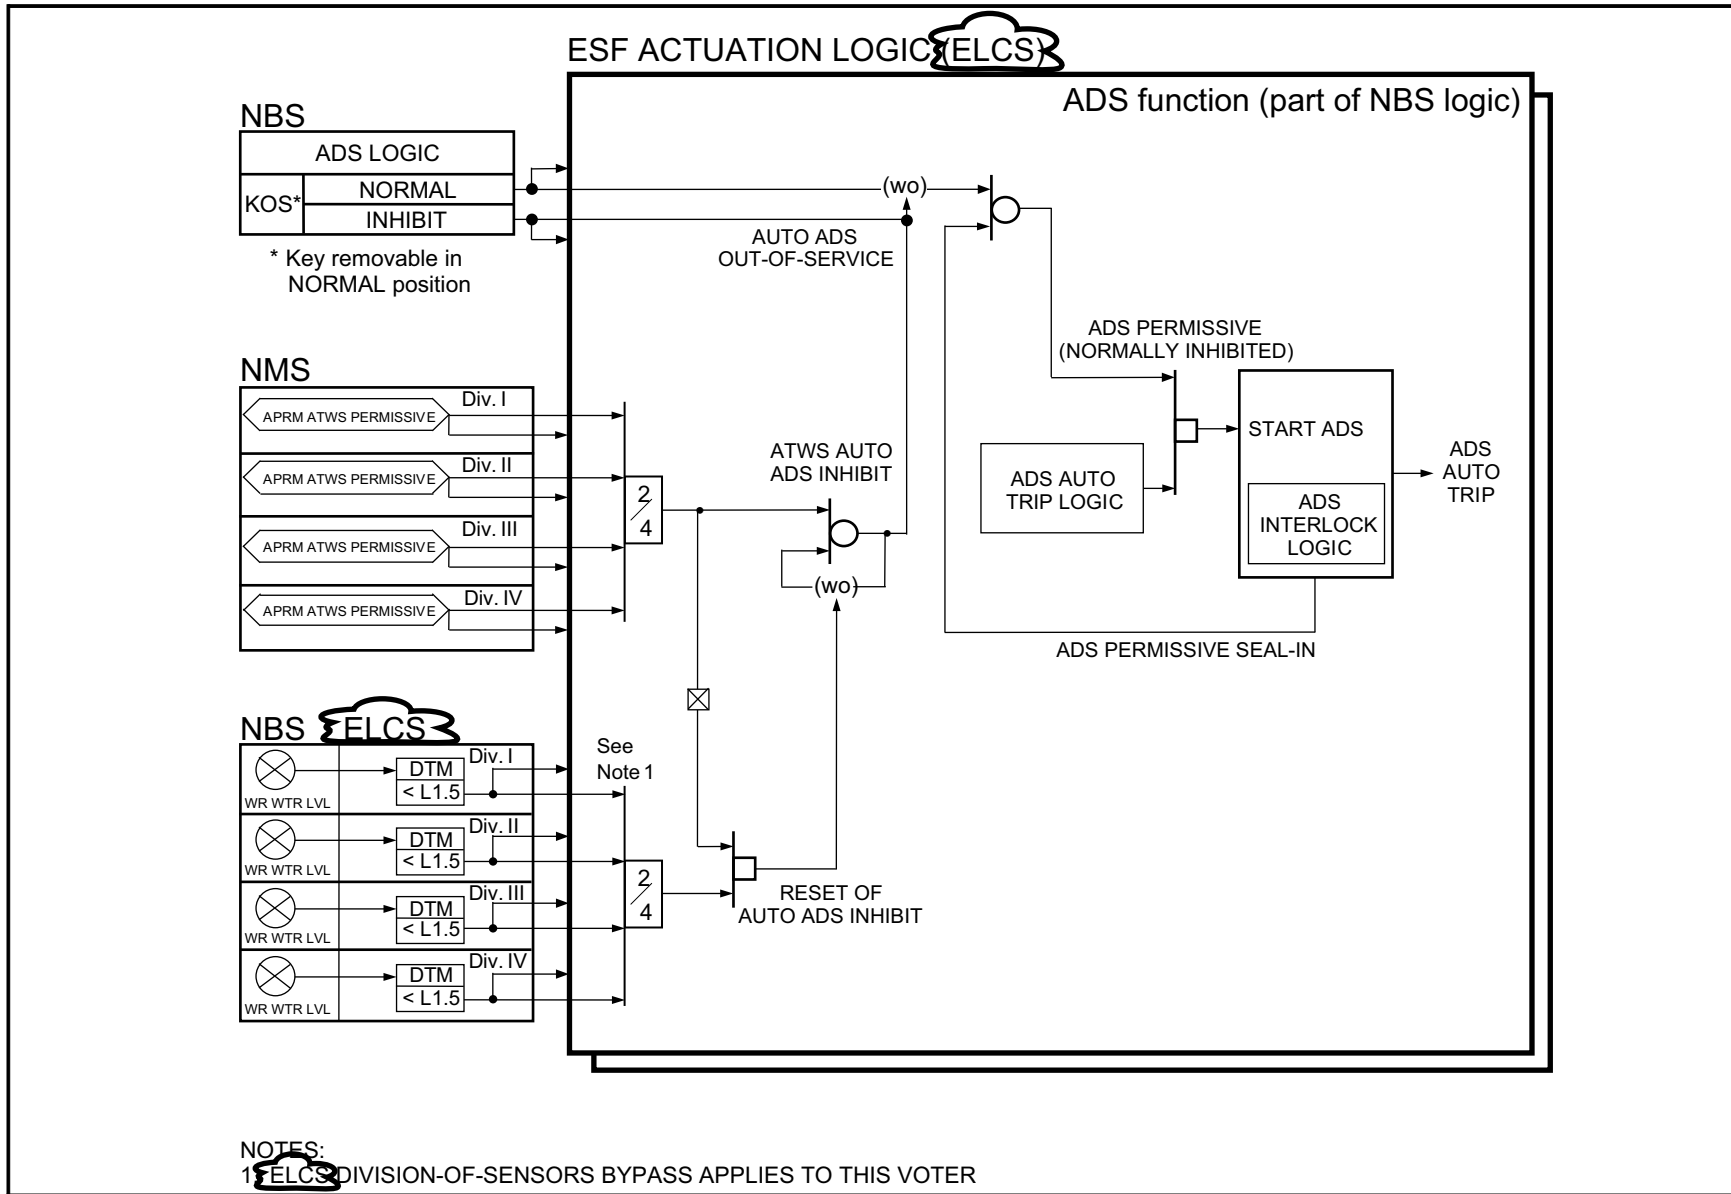 ESF ACTUATION LOGIC (ELCS)
ADS function (part of NBS logic)
NBS
ADS LOGIC
KOS*
NORMAL
INHIBIT
* Key removable in
NORMAL position
(wo)
AUTO ADS
OUT-OF-SERVICE
ADS PERMISSIVE
(NORMALLY INHIBITED)
NMS
APRM ATWS PERMISSIVE
Div. I
APRM ATWS PERMISSIVE
Div. II
APRM ATWS PERMISSIVE
Div. III
APRM ATWS PERMISSIVE
Div. IV
2/4
ATWS AUTO
ADS INHIBIT
(wo)
ADS AUTO
TRIP LOGIC
START ADS
ADS
INTERLOCK
LOGIC
ADS
AUTO
TRIP
ADS PERMISSIVE SEAL-IN
NBS ELCS
WR WTR LVL
DTM
< L1.5
Div. I
WR WTR LVL
DTM
< L1.5
Div. II
WR WTR LVL
DTM
< L1.5
Div. III
WR WTR LVL
DTM
< L1.5
Div. IV
See
Note 1
2/4
RESET OF
AUTO ADS INHIBIT
NOTES:
1. ELCS DIVISION-OF-SENSORS BYPASS APPLIES TO THIS VOTER